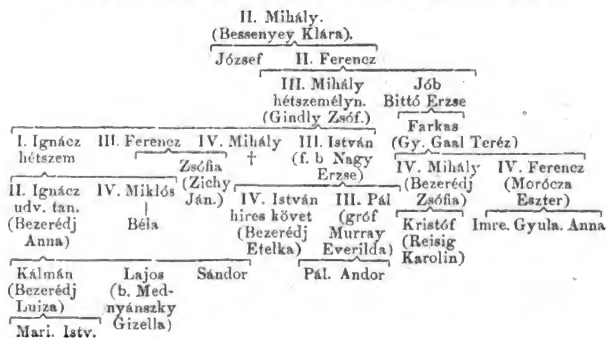 II. Mihály.
(Bessenyey Klára).
József II. Ferencz
III. Mihály Jób
hétszemélyn. Bittó Erzse
(Gindly Zsóf.) Farkas
I. Ignácz III. Ferencz IV. Mihály III. István (Gy. Gaal Teréz)
hétszem Zsófia † (f. b Nagy
(Zichy Erzse) IV. Mihály IV. Ferencz
II. Ignácz IV. Miklós Ján.) (Bezerédj (Morócza
udv. tan. | IV. István III. Pál Zsófia) Eszter)
(Bezerédj Béla hires követ (gróf Kristóf Imre. Gyula. Anna
Anna) (Bezerédj Murray (Reisig
Etelka) Everilda) Karolin)
Kálmán Lajos Sándor Pál. Andor
(Bezerédj (b. Med-
Luiza) nyánszky
Mari. Istv. Gizella)